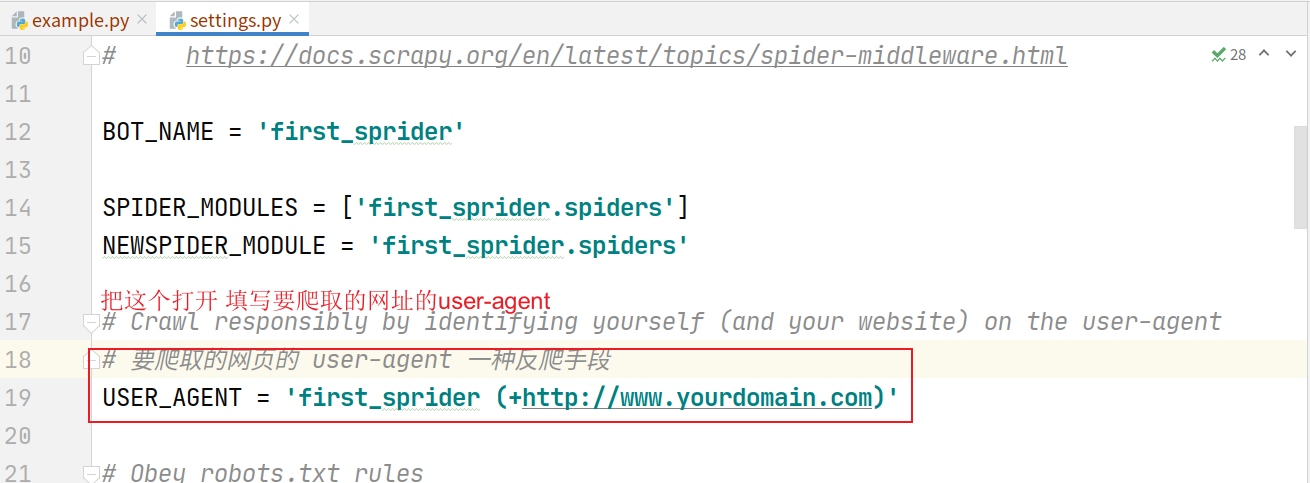 example.py settings.py
10 # https://docs.scrapy.org/en/latest/topics/spider-middleware.html 28
11
12 BOT_NAME = 'first_sprider'
13
14 SPIDER_MODULES = ['first_sprider.spiders']
15 NEWSPIDER_MODULE = 'first_sprider.spiders'
16
把这个打开 填写要爬取的网址的user-agent
17 # Crawl responsibly by identifying yourself (and your website) on the user-agent
18 # 要爬取的网页的 user-agent 一种反爬手段
19 USER_AGENT = 'first_sprider (+http://www.yourdomain.com)'
20
21 # Obey robots.txt rules